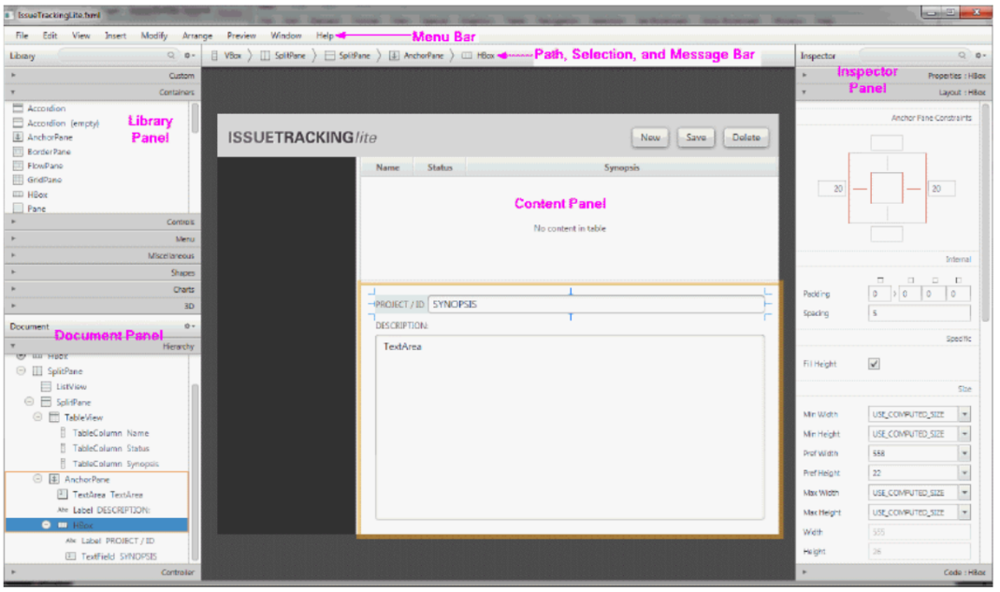 IssueTrackingLite.fxml
File Edit View Insert Modify Arrange Preview Window Help
Menu Bar
Library
VBox SplitPane SplitPane AnchorPane HBox
Path, Selection, and Message Bar
Inspector
Custom
Containers
Accordion
Accordion (empty)
AnchorPane
BorderPane
FlowPane
GridPane
HBox
Pane
Library
Panel
Controls
Menu
Miscellaneous
Shapes
Charts
3D
Document
Document Panel
Hierarchy
HBox
SplitPane
ListView
SplitPane
TableView
TableColumn Name
TableColumn Status
TableColumn Synopsis
AnchorPane
TextArea TextArea
Abc Label DESCRIPTION:
HBox
Abc Label PROJECT / ID
TextField SYNOPSIS
Controller
ISSUETRACKINGlite
New Save Delete
Name Status Synopsis
Content Panel
No content in table
PROJECT / ID SYNOPSIS
DESCRIPTION:
TextArea
Inspector
Panel
Properties : HBox
Layout : HBox
Anchor Pane Constraints
20 20
Internal
Padding 0 0 0 0
Spacing 5
Specific
Fill Height
Size
Min Width USE_COMPUTED_SIZE
Min Height USE_COMPUTED_SIZE
Pref Width 558
Pref Height 22
Max Width USE_COMPUTED_SIZE
Max Height USE_COMPUTED_SIZE
Width
Height 26
Code : HBox